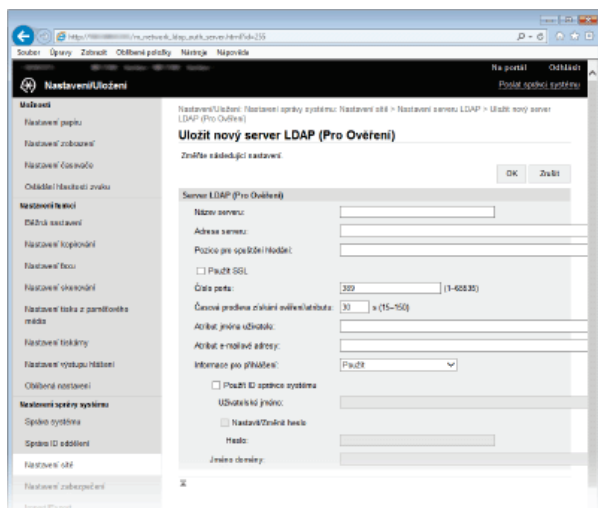 /m_network_ldap_auth_server.html?id=255
Soubor Úpravy Zobrazit Oblíbené položky Nástroje Nápověda
Na portál Odhlásit
Nastavení/Uložení
Poslat správci systému
Možnosti
Nastavení papíru
Nastavení zobrazení
Nastavení časovače
Ovládání hlasitosti zvuku
Nastavení funkcí
Běžná nastavení
Nastavení kopírování
Nastavení faxu
Nastavení skenování
Nastavení tisku z paměťového
média
Nastavení tiskárny
Nastavení výstupu hlášení
Oblíbená nastavení
Nastavení správy systému
Správa systému
Správa ID oddělení
Nastavení sítě
Nastavení zabezpečení
Nastavení/Uložení: Nastavení správy systému: Nastavení sítě > Nastavení serveru LDAP > Uložit nový server
LDAP (Pro Ověření)
Uložit nový server LDAP (Pro Ověření)
Změňte následující nastavení.
OK Zrušit
Server LDAP (Pro Ověření)
Název serveru:
Adresa serveru:
Pozice pro spuštění hledání:
Použít SSL
Číslo portu: 389 (1-65535)
Časová prodleva získání ověření/atributu: 30 s (15-150)
Atribut jména uživatele:
Atribut e-mailové adresy:
Informace pro přihlášení: Použít
Použít ID správce systému
Uživatelské jméno:
Nastavit/Změnit heslo
Heslo:
Jméno domény: